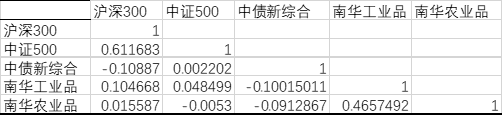 沪深300 中证500 中债新综合 南华工业品 南华农业品
沪深300 1
中证500 0.611683 1
中债新综合 -0.10887 0.002202 1
南华工业品 0.104668 0.048499 -0.10015011 1
南华农业品 0.015587 -0.0053 -0.0912867 0.4657492 1